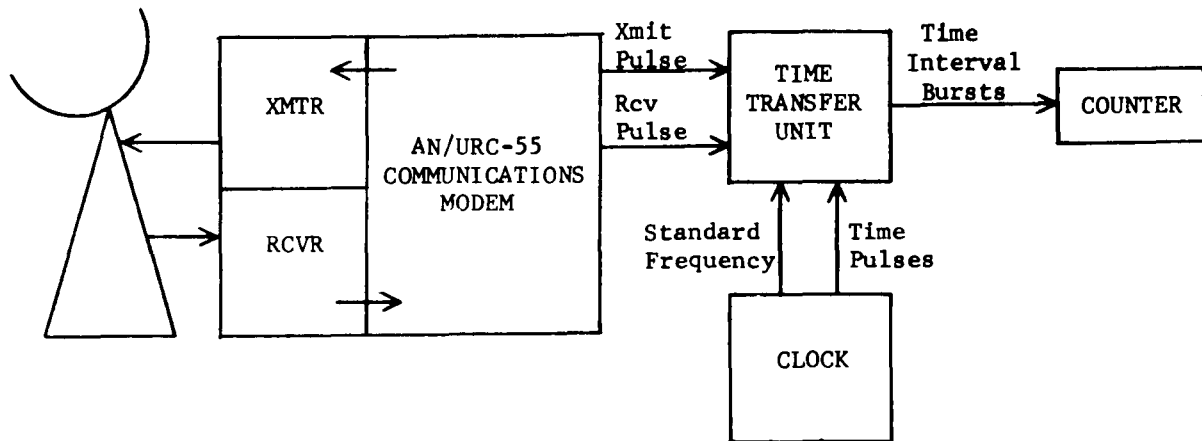 XMTR
RCVR
AN/URC-55
COMMUNICATIONS
MODEM
Xmit
Pulse
Rcv
Pulse
TIME
TRANSFER
UNIT
Time
Interval
Bursts
COUNTER
Standard
Frequency
Time
Pulses
CLOCK